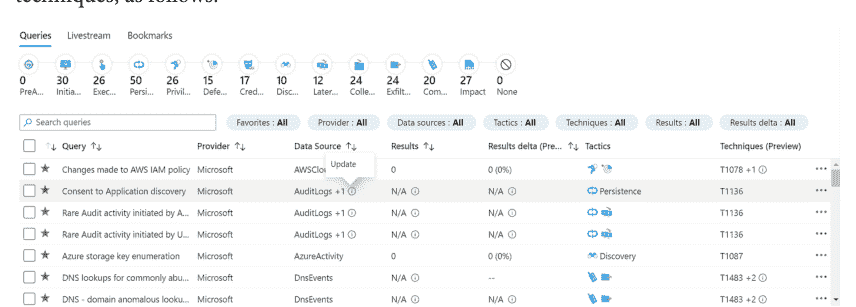 techniques, as follows:
Queries Livestream Bookmarks
0 30 26 50 26 15 17 10 12 24 24 20 27 0
PreA... Initia... Exec... Persi... Privil... Defe... Cred... Disc... Later... Colle... Exfilt... Com... Impact None
Search queries Favorites : All Provider : All Data sources : All Tactics : All Techniques : All Results : All Results delta : All
Query Provider Data Source Results Results delta (Pre... Tactics Techniques (Preview)
Update
Changes made to AWS IAM policy Microsoft AWSClou 0 0 (0%) T1078 +1 ...
Consent to Application discovery Microsoft AuditLogs +1 N/A N/A Persistence T1136 ...
Rare Audit activity initiated by A... Microsoft AuditLogs +1 N/A N/A T1136 ...
Rare Audit activity initiated by U... Microsoft AuditLogs +1 N/A N/A T1136 ...
Azure storage key enumeration Microsoft AzureActivity 0 0 (0%) Discovery T1087 ...
DNS lookups for commonly abu... Microsoft DnsEvents N/A -- T1483 +2 ...
DNS - domain anomalous looku... Microsoft DnsEvents N/A N/A T1483 +2 ...